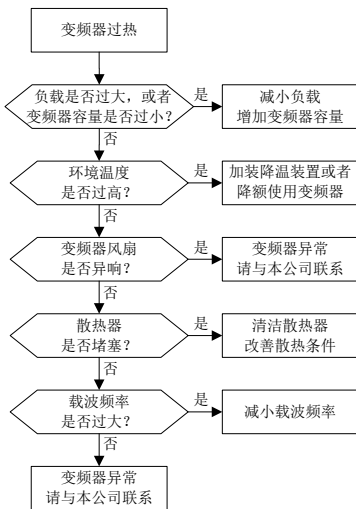 变频器过热
负载是否过大，或者
变频器容量是否过小？
是
减小负载
增加变频器容量
否
环境温度
是否过高？
是
加装降温装置或者
降额使用变频器
否
变频器风扇
是否异响？
是
变频器异常
请与本公司联系
否
散热器
是否堵塞？
是
清洁散热器
改善散热条件
否
载波频率
是否过大？
是
减小载波频率
否
变频器异常
请与本公司联系